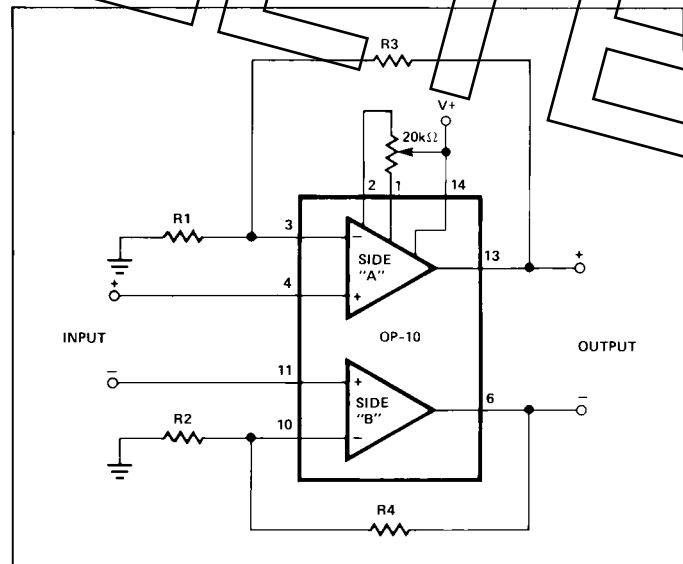 R3
V+
20kΩ
2 1 14
R1
3
−
SIDE "A"
13
+
+
4
+
INPUT
OP-10
OUTPUT
−
11
+
6
−
SIDE "B"
R2
10
−
R4